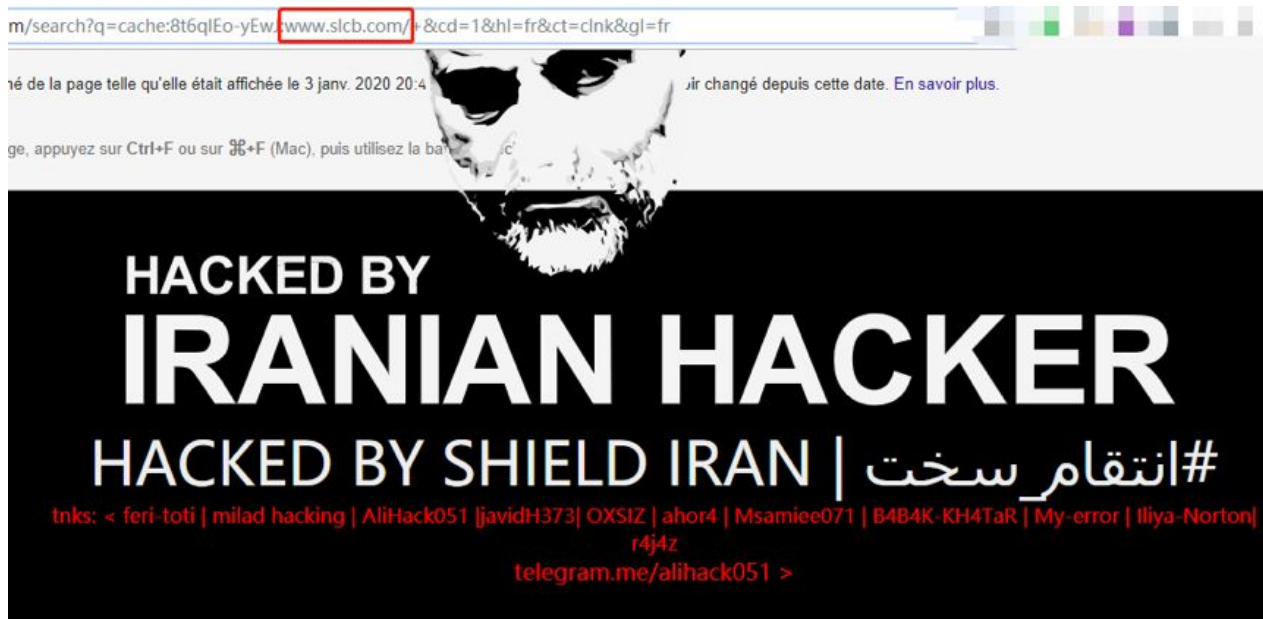 m/search?q=cache:8t6qlEo-yEwJ:www.slcb.com/+&cd=1&hl=fr&ct=clnk&gl=fr
né de la page telle qu'elle était affichée le 3 janv. 2020 20:4 ir changé depuis cette date. En savoir plus.
ge, appuyez sur Ctrl+F ou sur ⌘+F (Mac), puis utilisez la ba
HACKED BY
IRANIAN HACKER
HACKED BY SHIELD IRAN | #انتقام_سخت
tnks: < feri-toti | milad hacking | AliHack051 |javidH373| OXSIZ | ahor4 | Msamiee071 | B4B4K-KH4TaR | My-error | Iliya-Norton|
r4j4z
telegram.me/alihack051 >